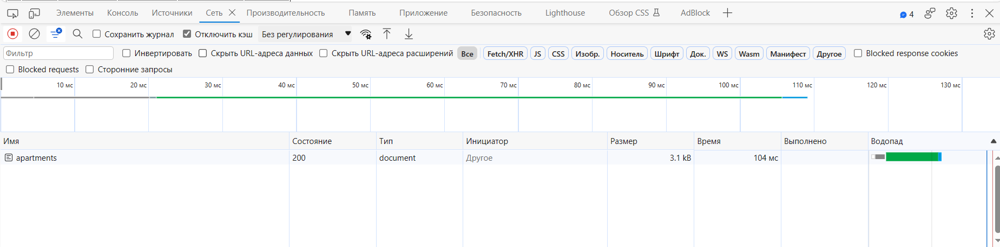 Элементы Консоль Источники Сеть Производительность Память Приложение Безопасность Lighthouse Обзор CSS AdBlock 4
Сохранить журнал Отключить кэш Без регулирования
Фильтр Инвертировать Скрыть URL-адреса данных Скрыть URL-адреса расширений Все Fetch/XHR JS CSS Изобр. Носитель Шрифт Док. WS Wasm Манифест Другое Blocked response cookies
Blocked requests Сторонние запросы
10 мс 20 мс 30 мс 40 мс 50 мс 60 мс 70 мс 80 мс 90 мс 100 мс 110 мс 120 мс 130 мс
Имя Состояние Тип Инициатор Размер Время Выполнено Водопад
apartments 200 document Другое 3.1 kB 104 мс